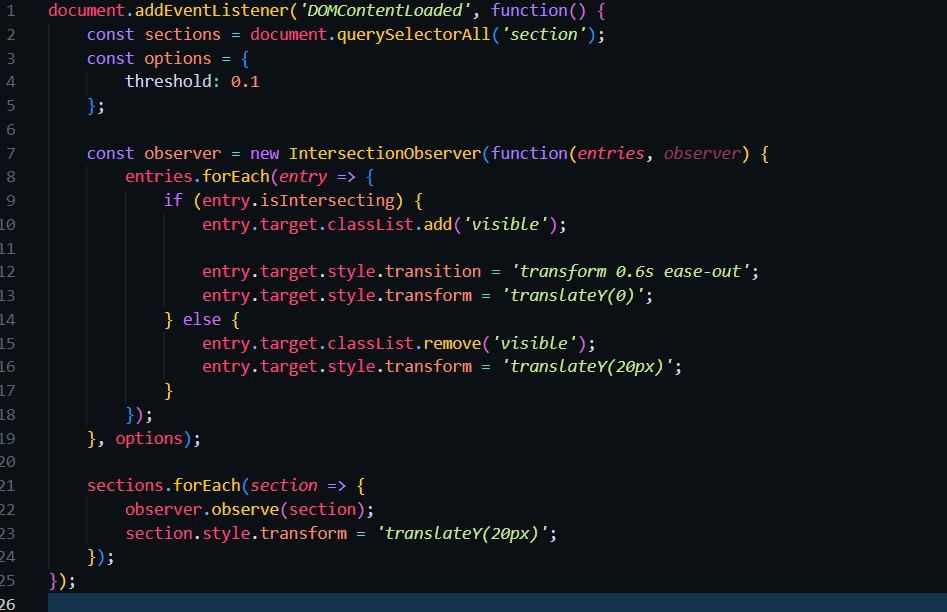 1 document.addEventListener('DOMContentLoaded', function() {
2     const sections = document.querySelectorAll('section');
3     const options = {
4         threshold: 0.1
5     };
6
7     const observer = new IntersectionObserver(function(entries, observer) {
8         entries.forEach(entry => {
9             if (entry.isIntersecting) {
10                 entry.target.classList.add('visible');
11
12                 entry.target.style.transition = 'transform 0.6s ease-out';
13                 entry.target.style.transform = 'translateY(0)';
14             } else {
15                 entry.target.classList.remove('visible');
16                 entry.target.style.transform = 'translateY(20px)';
17             }
18         });
19     }, options);
20
21     sections.forEach(section => {
22         observer.observe(section);
23         section.style.transform = 'translateY(20px)';
24     });
25 });
26